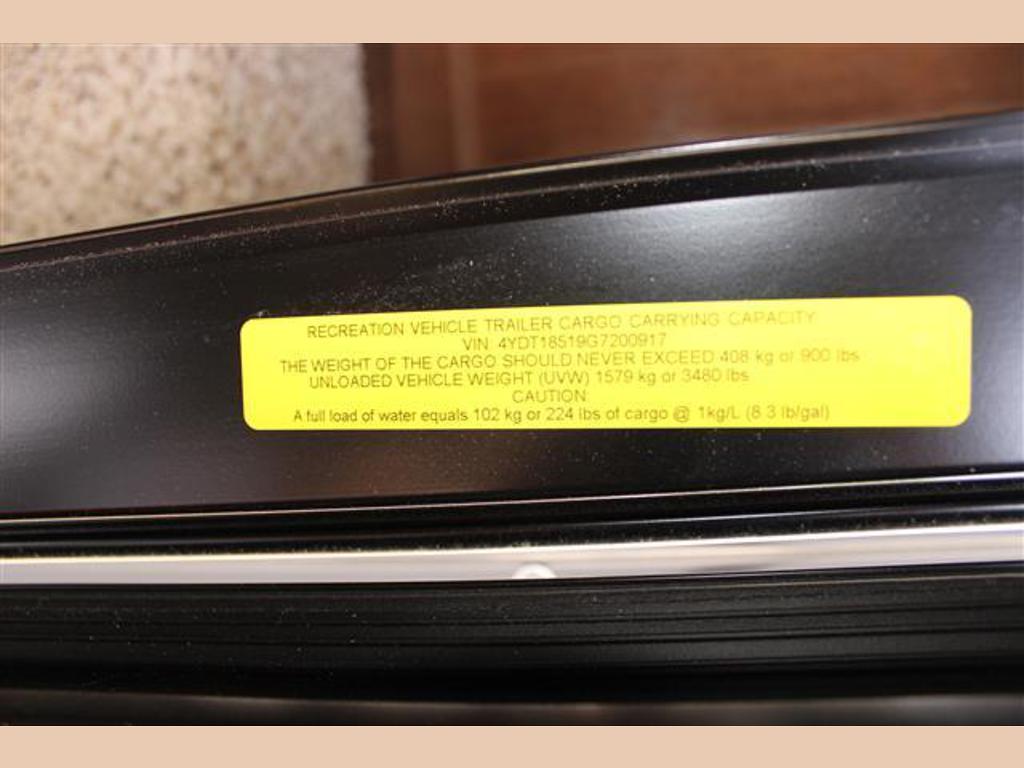 RECREATION VEHICLE TRAILER CARGO CARRYING CAPACITY:
VIN: 4YDT18519G7200917
THE WEIGHT OF THE CARGO SHOULD NEVER EXCEED 408 kg or 900 lbs
UNLOADED VEHICLE WEIGHT (UVW) 1579 kg or 3480 lbs
CAUTION:
A full load of water equals 102 kg or 224 lbs of cargo @ 1kg/L (8.3 lb/gal)